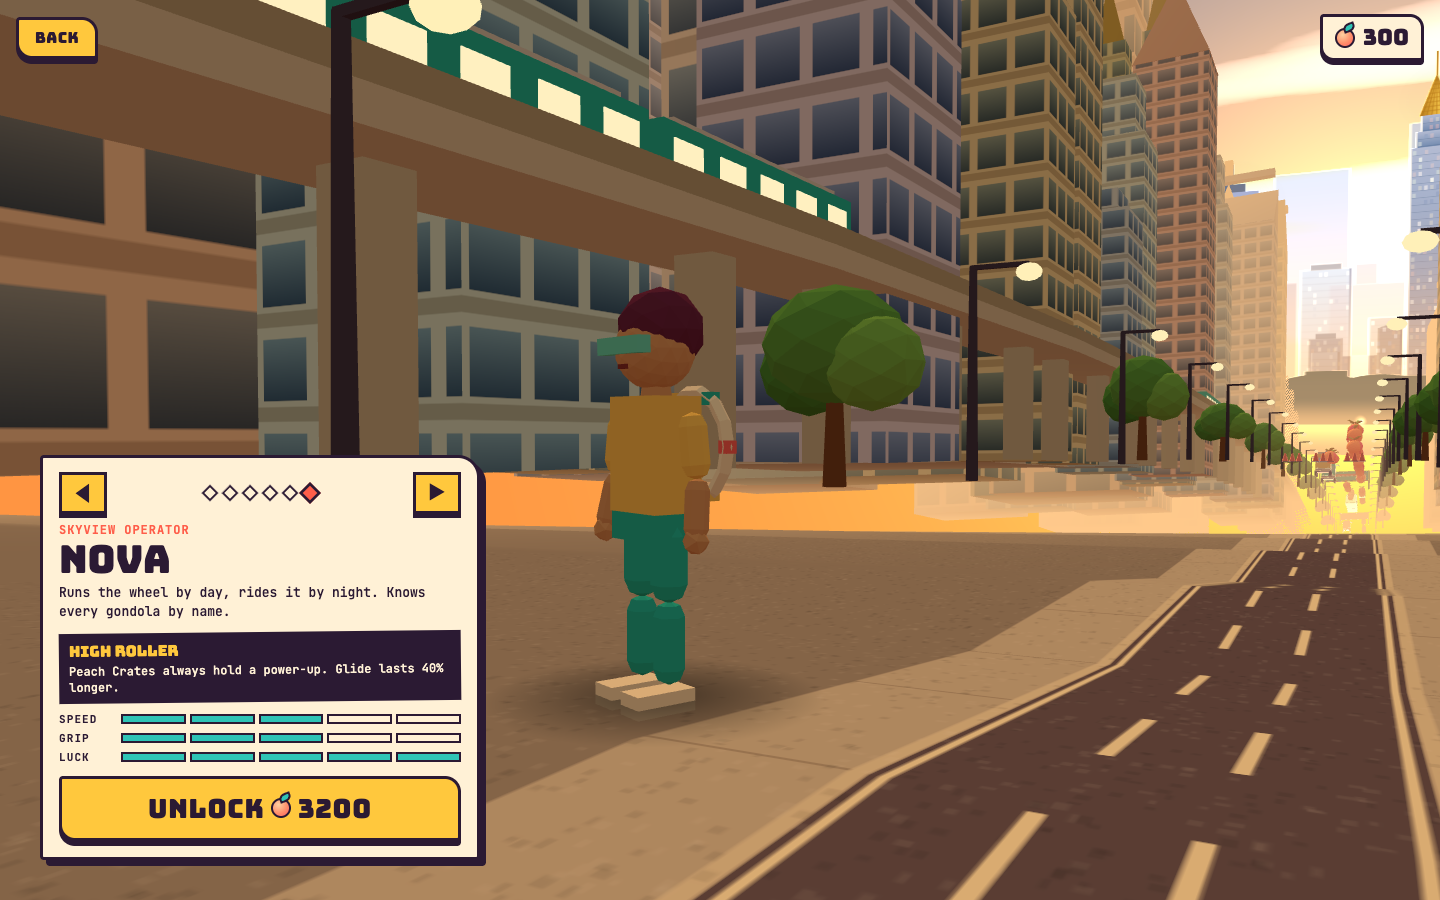 BACK
300
SKYVIEW OPERATOR
NOVA
Runs the wheel by day, rides it by night. Knows
every gondola by name.
HIGH ROLLER
Peach Crates always hold a power-up. Glide lasts 40%
longer.
SPEED
GRIP
LUCK
UNLOCK 3200